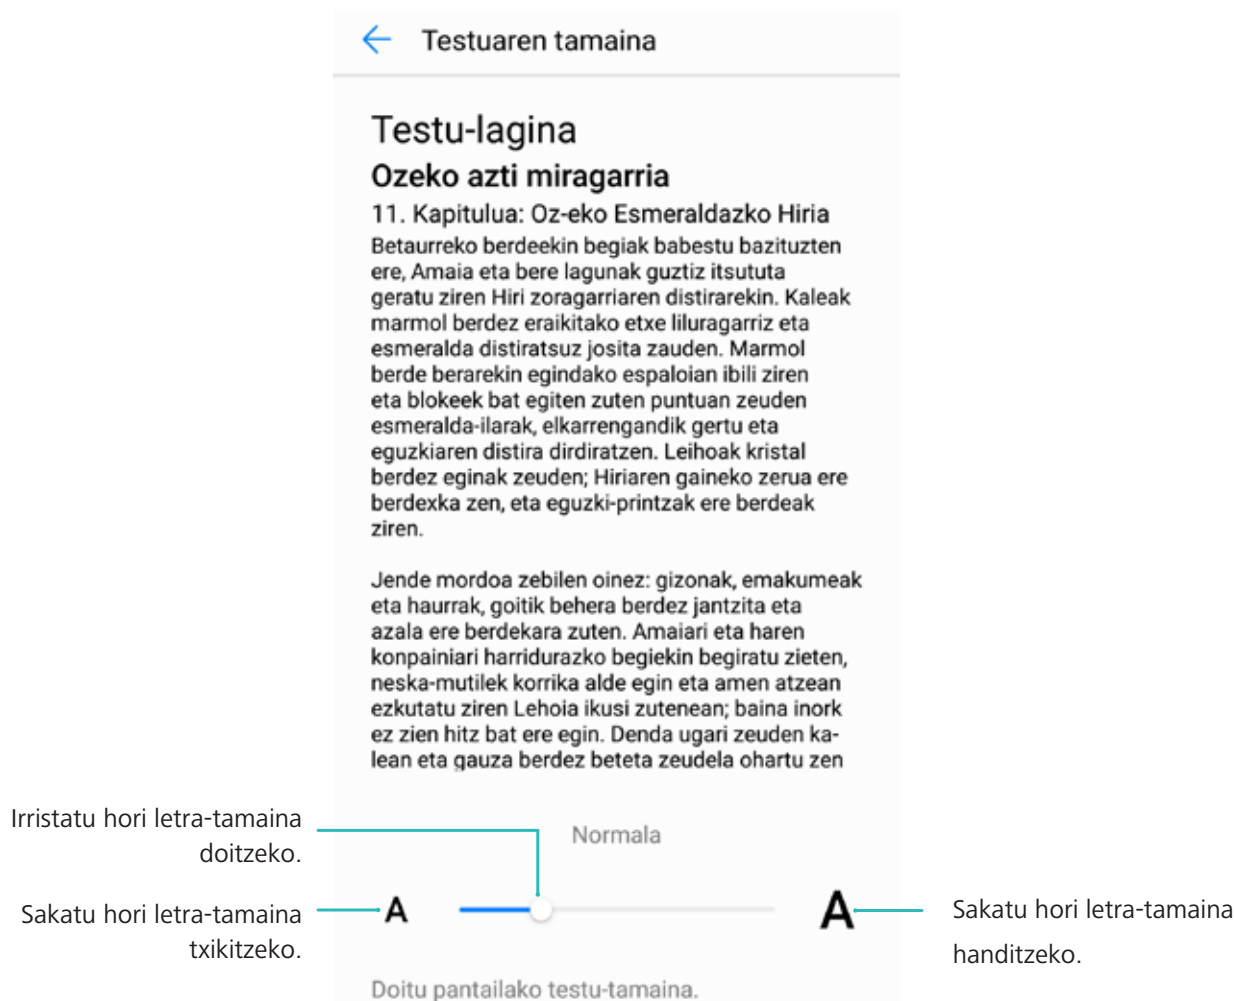 Testuaren tamaina
Testu-lagina
Ozeko azti miragarria
11. Kapitulua: Oz-eko Esmeraldazko Hiria
Betaurreko berdeekin begiak babestu bazituzten
ere, Amaia eta bere lagunak guztiz itsututa
geratu ziren Hiri zoragarriaren distirarekin. Kaleak
marmol berdez eraikitako etxe liluragarriz eta
esmeralda distiratsuz josita zauden. Marmol
berde berarekin egindako espaloian ibili ziren
eta blokeek bat egiten zuten puntuan zeuden
esmeralda-ilarak, elkarrengandik gertu eta
eguzkiaren distira dirdiratzen. Leihoak kristal
berdez eginak zeuden; Hiriaren gaineko zerua ere
berdexka zen, eta eguzki-printzak ere berdeak
ziren.
Jende mordoa zebilen oinez: gizonak, emakumeak
eta haurrak, goitik behera berdez jantzita eta
azala ere berdekara zuten. Amaiari eta haren
konpainiari harridurazko begiekin begiratu zieten,
neska-mutilek korrika alde egin eta amen atzean
ezkutatu ziren Lehoia ikusi zutenean; baina inork
ez zien hitz bat ere egin. Denda ugari zeuden ka-
lean eta gauza berdez beteta zeudela ohartu zen
Irristatu hori letra-tamaina
doitzeko.
Normala
Sakatu hori letra-tamaina
txikitzeko.
A
A
Sakatu hori letra-tamaina
handitzeko.
Doitu pantailako testu-tamaina.